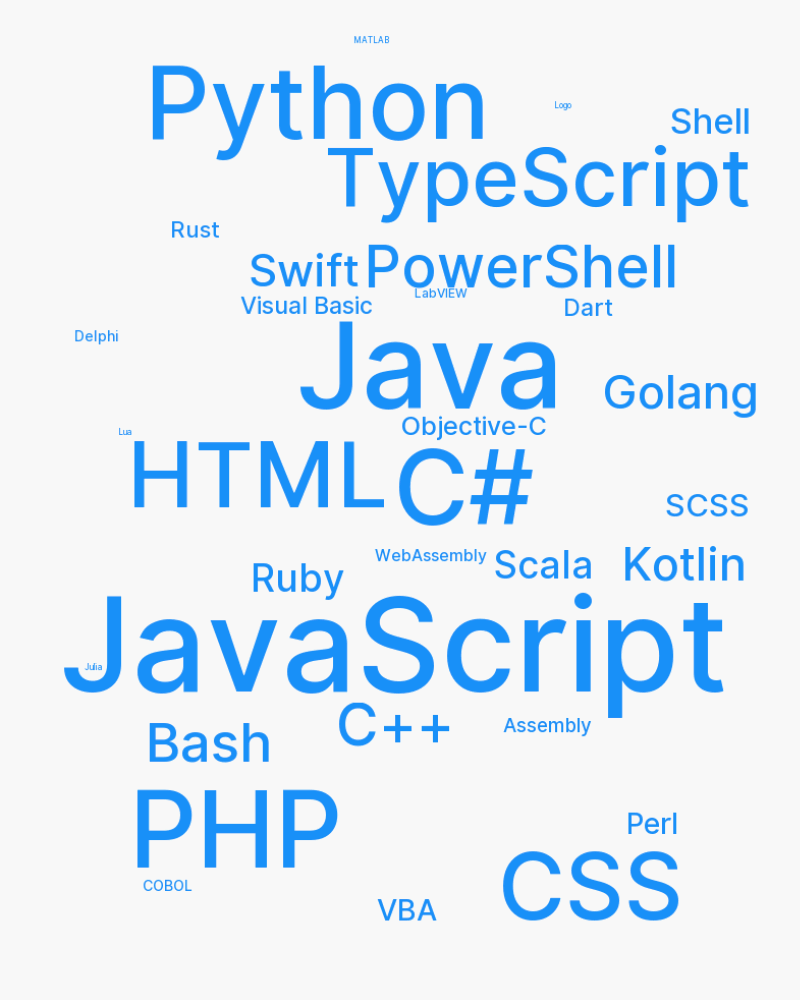 MATLAB
Python
Logo
Shell
TypeScript
Rust
Swift PowerShell
LabVIEW
Visual Basic
Dart
Delphi
Java
Golang
Objective-C
Lua
HTML C#
SCSS
WebAssembly
Scala
Kotlin
Ruby
JavaScript
Julia
C++
Assembly
Bash
PHP
Perl
CSS
COBOL
VBA